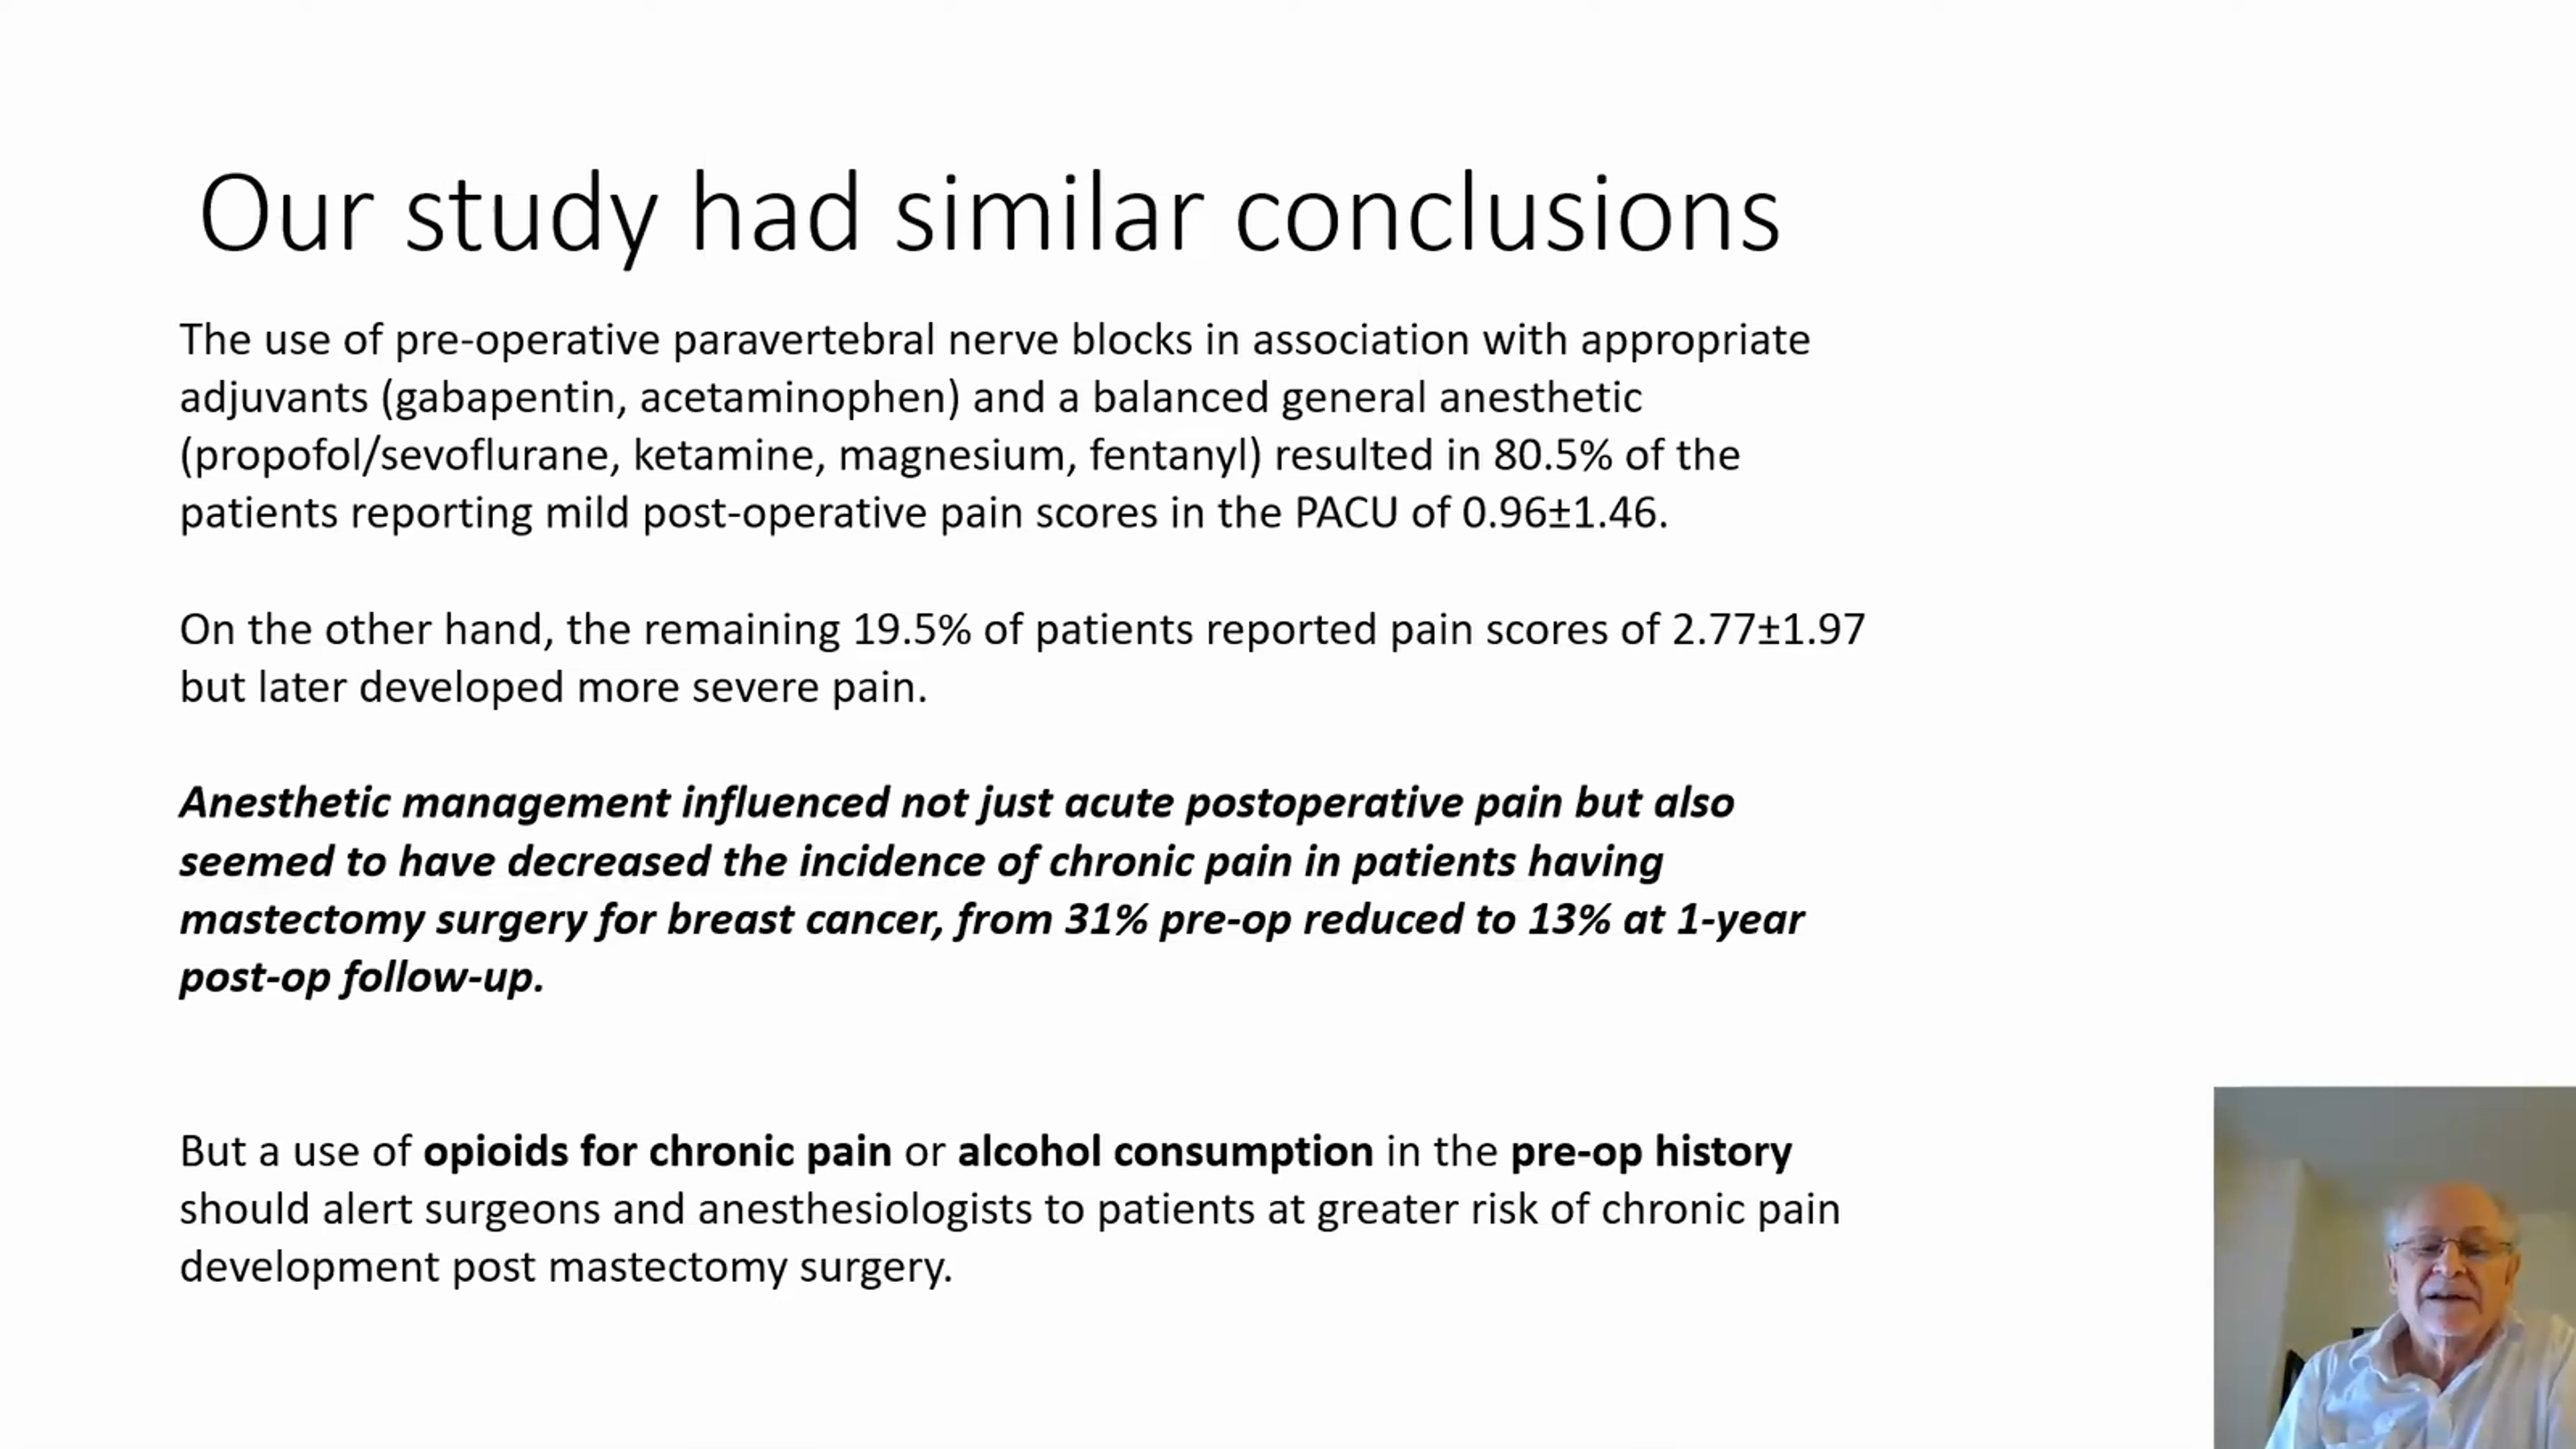 Our study had similar conclusions
The use of pre-operative paravertebral nerve blocks in association with appropriate
adjuvants (gabapentin, acetaminophen) and a balanced general anesthetic
(propofol/sevoflurane, ketamine, magnesium, fentanyl) resulted in 80.5% of the
patients reporting mild post-operative pain scores in the PACU of 0.96±1.46.
On the other hand, the remaining 19.5% of patients reported pain scores of 2.77±1.97
but later developed more severe pain.
Anesthetic management influenced not just acute postoperative pain but also
seemed to have decreased the incidence of chronic pain in patients having
mastectomy surgery for breast cancer, from 31% pre-op reduced to 13% at 1-year
post-op follow-up.
But a use of opioids for chronic pain or alcohol consumption in the pre-op history
should alert surgeons and anesthesiologists to patients at greater risk of chronic pain
development post mastectomy surgery.